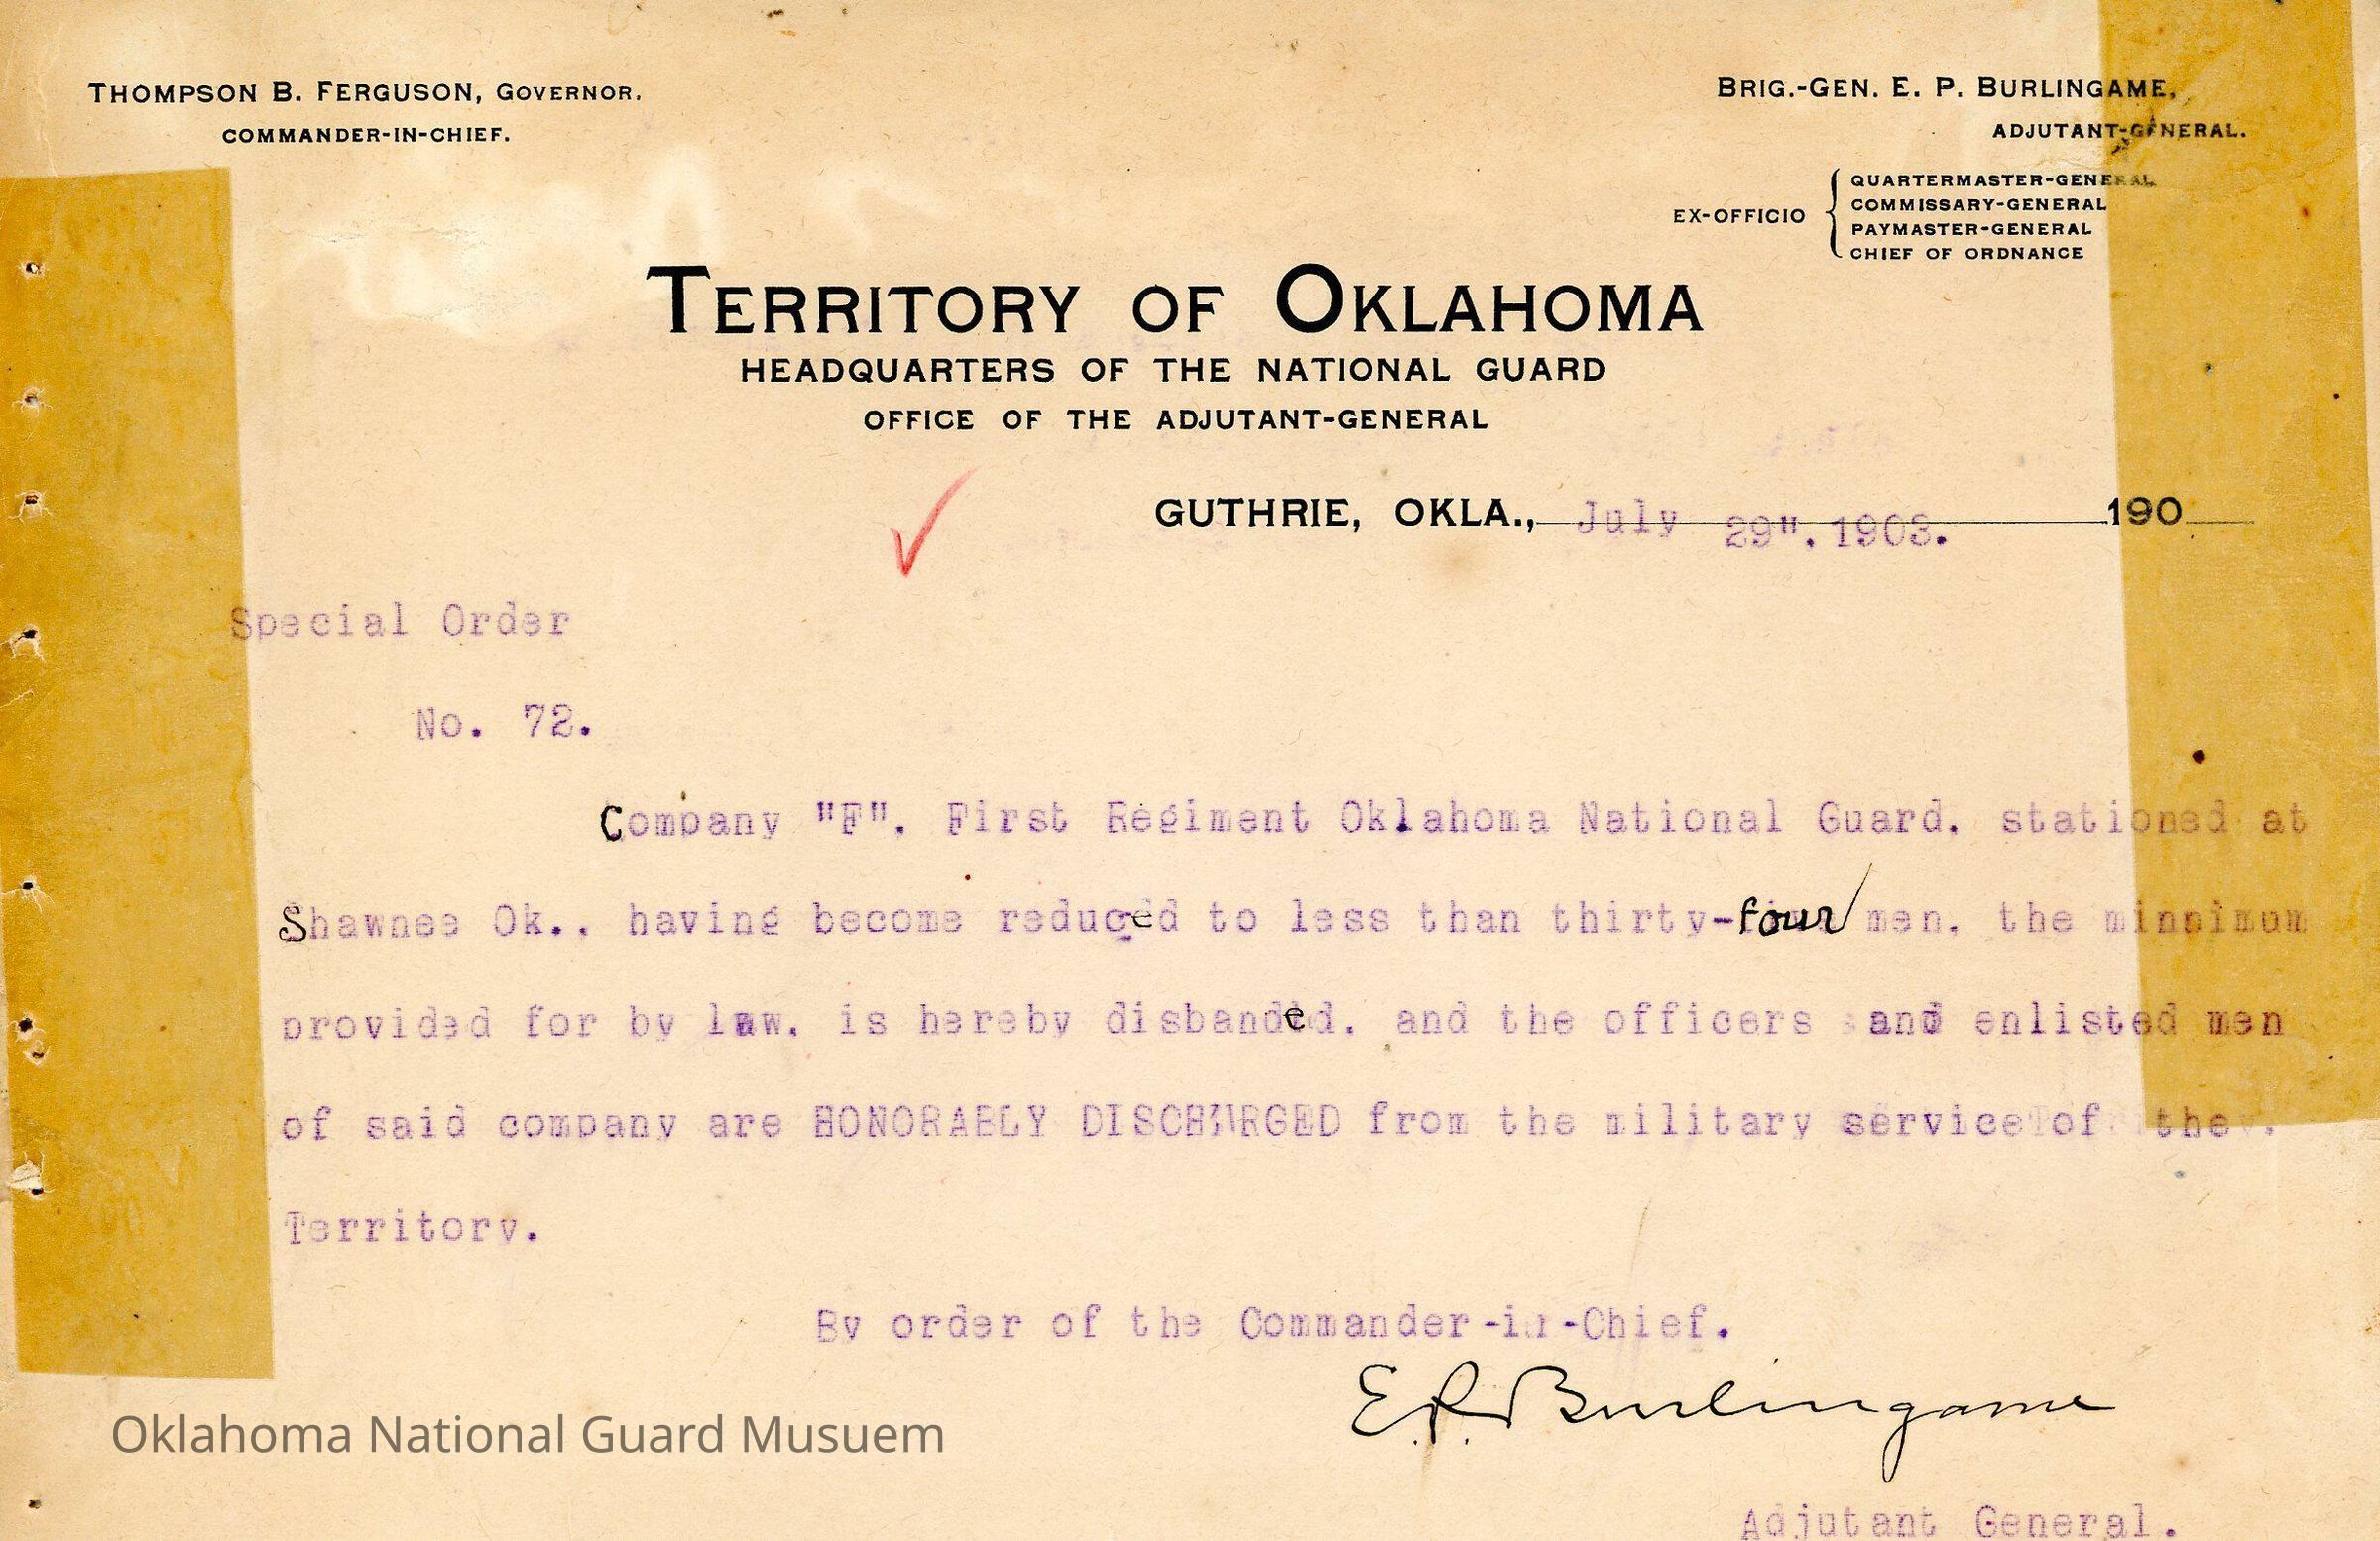 THOMPSON B. FERGUSON, GOVERNOR.
COMMANDER-IN-CHIEF.
BRIG.-GEN. E. P. BURLINGAME,
ADJUTANT-GENERAL.
EX-OFFICIO
QUARTERMASTER-GENERAL
COMMISSARY-GENERAL
PAYMASTER-GENERAL
CHIEF OF ORDNANCE
TERRITORY OF OKLAHOMA
HEADQUARTERS OF THE NATIONAL GUARD
OFFICE OF THE ADJUTANT-GENERAL
GUTHRIE, OKLA., July 29". 1903. 190
Special Order
No. 72.
Company "F". First Regiment Oklahoma National Guard. stationed at
Shawnee Ok.. having become reduced to less than thirty-four men. the minnimum
provided for by law. is hereby disbanded. and the officers and enlisted men
of said company are HONORABLY DISCHARGED from the military service of the
Territory.
By order of the Commander-in-Chief.
E.P. Burlingame
Adjutant General.
Oklahoma National Guard Musuem